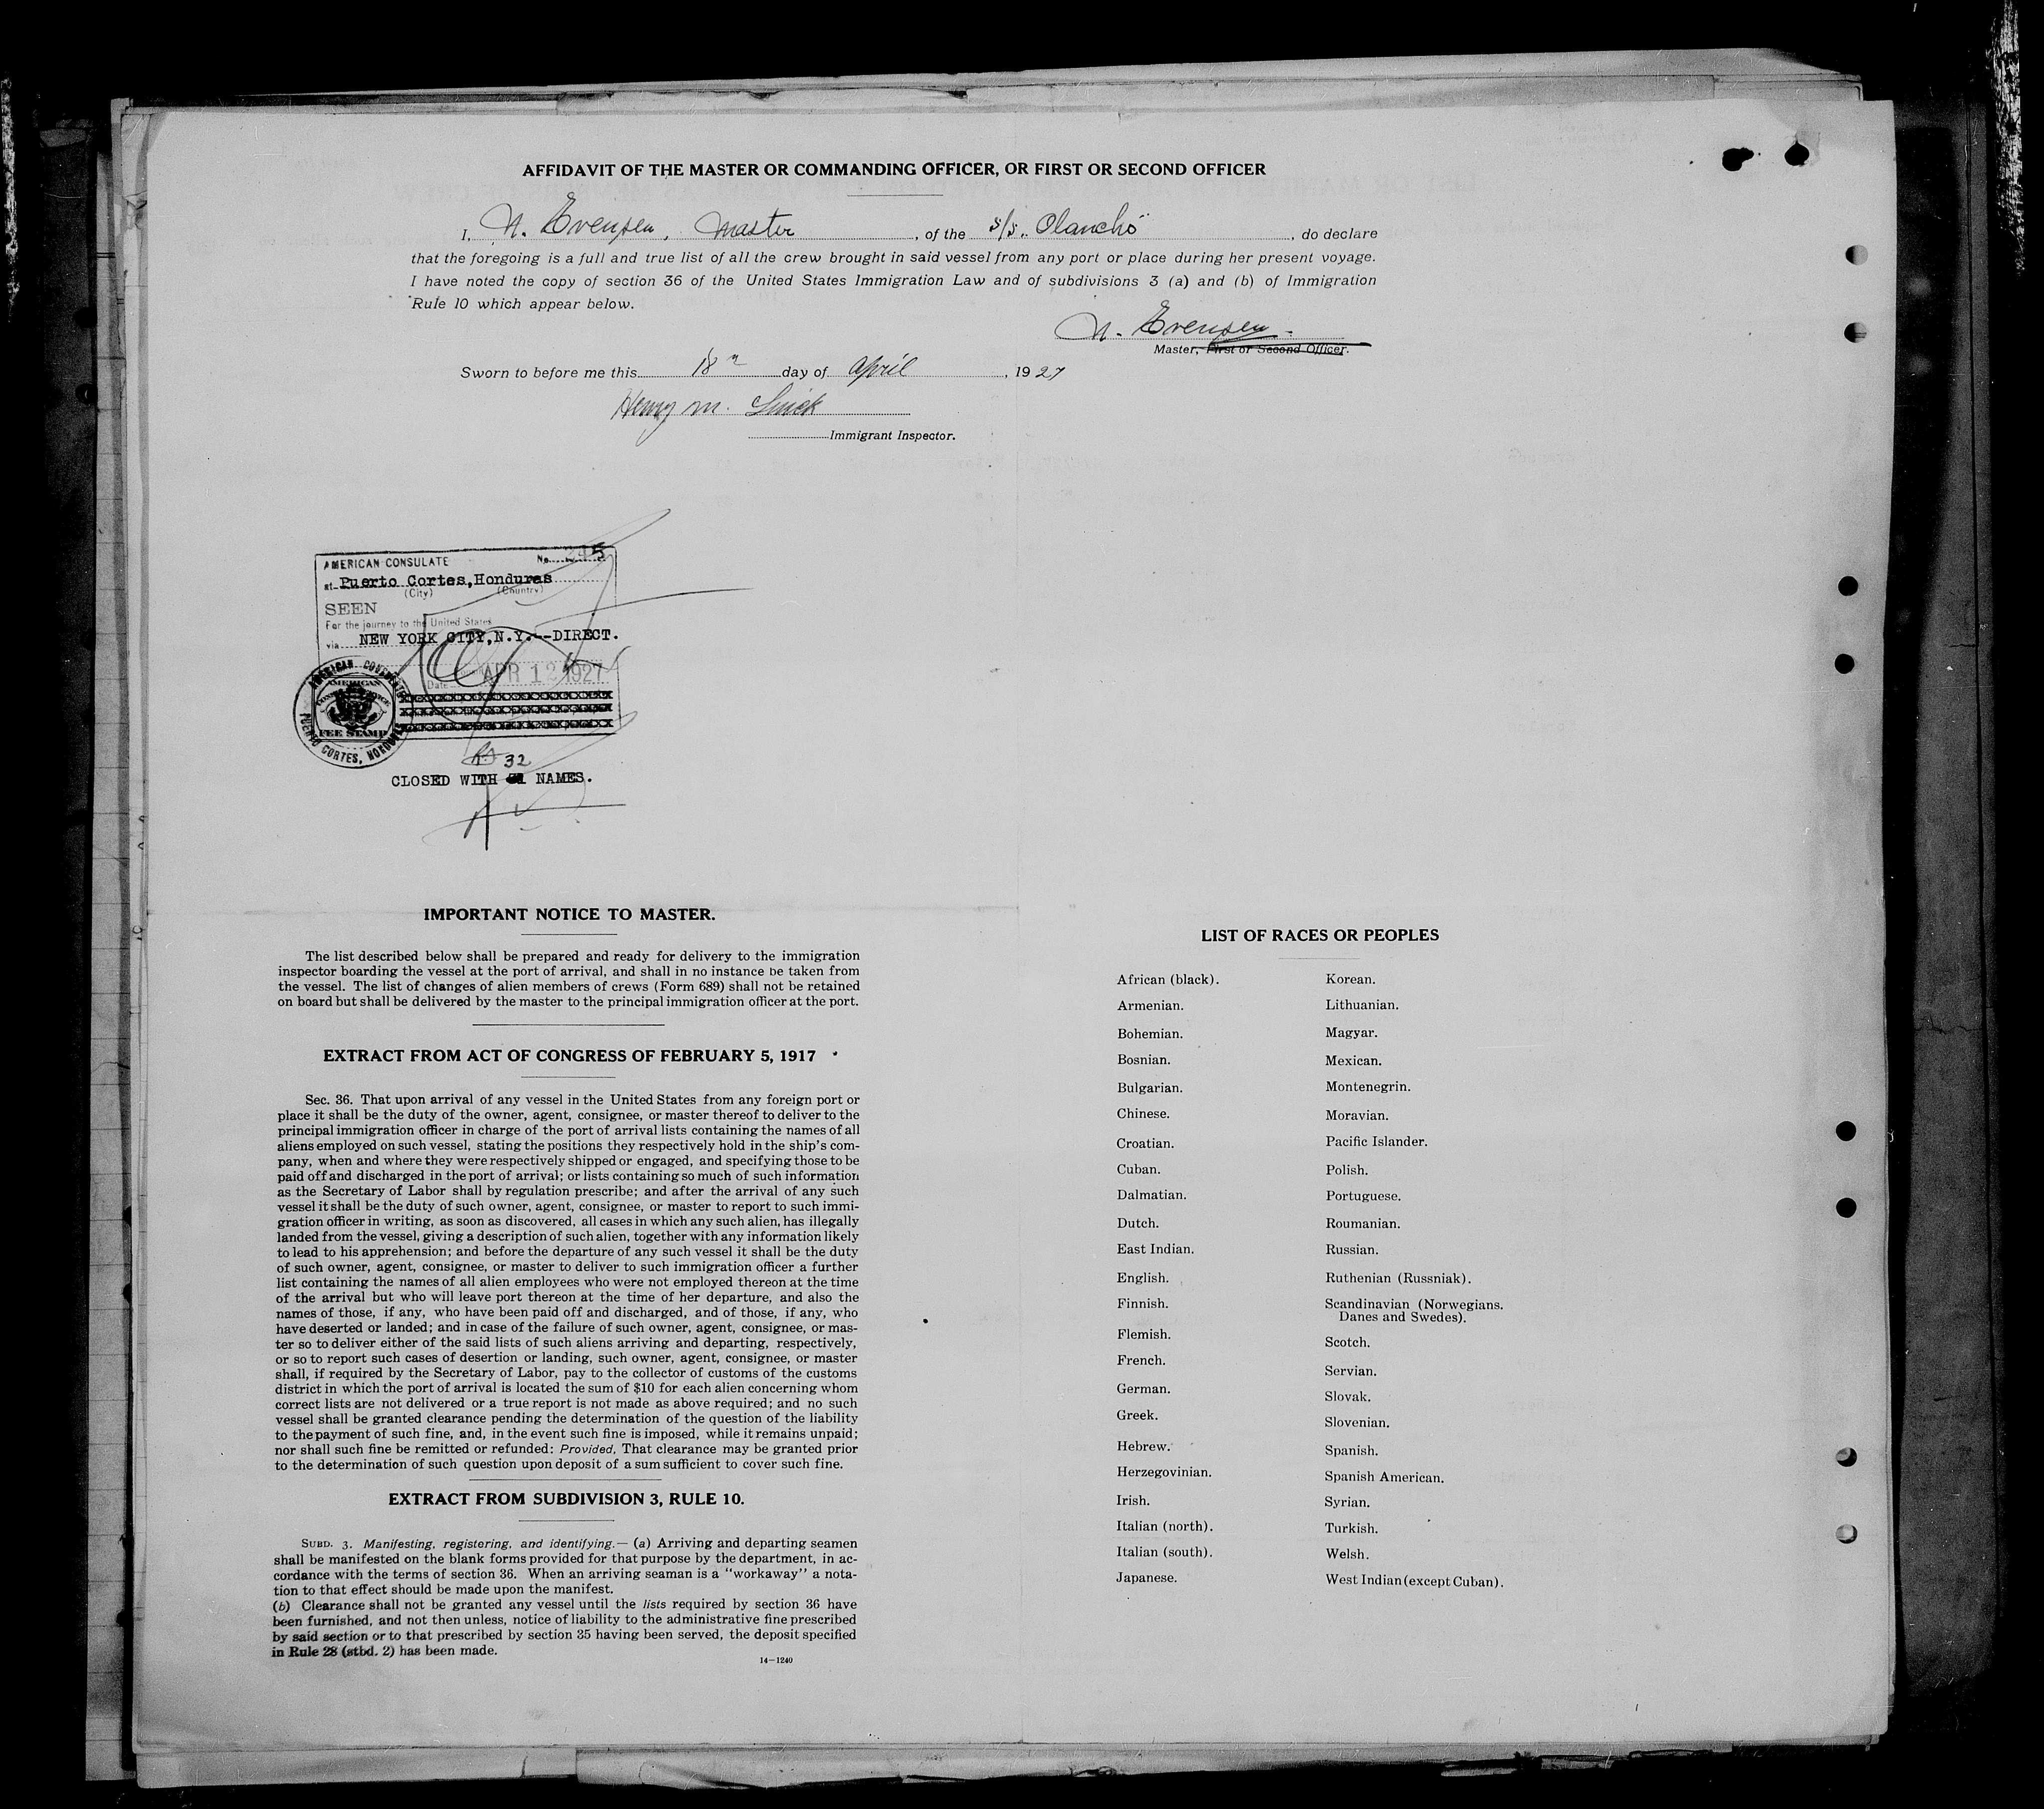 AFFIDAVIT OF THE MASTER OR COMMANDING OFFICER, OR FIRST OR SECOND OFFICER
I, N. Evensen, Master, of the s/s „Olancho", do declare
that the foregoing is a full and true list of all the crew brought in said vessel from any port or place during her present voyage.
I have noted the copy of section 36 of the United States Immigration Law and of subdivisions 3 (a) and (b) of Immigration
Rule 10 which appear below.
N. Evensen
Master, First or Second Officer.
Sworn to before me this 18 day of April, 1927
Henry M.
Immigrant Inspector.
AMERICAN CONSULATE No.
at Puerto Cortes, Honduras
(City) (Country)
SEEN
For the journey to the United States
via NEW YORK CITY, N.Y.--DIRECT.
Date APR 12 1927
AMERICAN
FEE STAMP
PUERTO CORTES, HONDURAS
32
CLOSED WITH NAMES.
IMPORTANT NOTICE TO MASTER.
The list described below shall be prepared and ready for delivery to the immigration
inspector boarding the vessel at the port of arrival, and shall in no instance be taken from
the vessel. The list of changes of alien members of crews (Form 689) shall not be retained
on board but shall be delivered by the master to the principal immigration officer at the port.
EXTRACT FROM ACT OF CONGRESS OF FEBRUARY 5, 1917
Sec. 36. That upon arrival of any vessel in the United States from any foreign port or
place it shall be the duty of the owner, agent, consignee, or master thereof to deliver to the
principal immigration officer in charge of the port of arrival lists containing the names of all
aliens employed on such vessel, stating the positions they respectively hold in the ship's com-
pany, when and where they were respectively shipped or engaged, and specifying those to be
paid off and discharged in the port of arrival; or lists containing so much of such information
as the Secretary of Labor shall by regulation prescribe; and after the arrival of any such
vessel it shall be the duty of such owner, agent, consignee, or master to report to such immi-
gration officer in writing, as soon as discovered, all cases in which any such alien, has illegally
landed from the vessel, giving a description of such alien, together with any information likely
to lead to his apprehension; and before the departure of any such vessel it shall be the duty
of such owner, agent, consignee, or master to deliver to such immigration officer a further
list containing the names of all alien employees who were not employed thereon at the time
of the arrival but who will leave port thereon at the time of her departure, and also the
names of those, if any, who have been paid off and discharged, and of those, if any, who
have deserted or landed; and in case of the failure of such owner, agent, consignee, or mas-
ter so to deliver either of the said lists of such aliens arriving and departing, respectively,
or so to report such cases of desertion or landing, such owner, agent, consignee, or master
shall, if required by the Secretary of Labor, pay to the collector of customs of the customs
district in which the port of arrival is located the sum of $10 for each alien concerning whom
correct lists are not delivered or a true report is not made as above required; and no such
vessel shall be granted clearance pending the determination of the question of the liability
to the payment of such fine, and, in the event such fine is imposed, while it remains unpaid;
nor shall such fine be remitted or refunded: Provided, That clearance may be granted prior
to the determination of such question upon deposit of a sum sufficient to cover such fine.
EXTRACT FROM SUBDIVISION 3, RULE 10.
SUBD. 3. Manifesting, registering, and identifying.— (a) Arriving and departing seamen
shall be manifested on the blank forms provided for that purpose by the department, in ac-
cordance with the terms of section 36. When an arriving seaman is a "workaway" a nota-
tion to that effect should be made upon the manifest.
(b) Clearance shall not be granted any vessel until the lists required by section 36 have
been furnished, and not then unless, notice of liability to the administrative fine prescribed
by said section or to that prescribed by section 35 having been served, the deposit specified
in Rule 28 (stbd. 2) has been made.
14—1240
LIST OF RACES OR PEOPLES
African (black).
Armenian.
Bohemian.
Bosnian.
Bulgarian.
Chinese.
Croatian.
Cuban.
Dalmatian.
Dutch.
East Indian.
English.
Finnish.
Flemish.
French.
German.
Greek.
Hebrew.
Herzegovinian.
Irish.
Italian (north).
Italian (south).
Japanese.
Korean.
Lithuanian.
Magyar.
Mexican.
Montenegrin.
Moravian.
Pacific Islander.
Polish.
Portuguese.
Roumanian.
Russian.
Ruthenian (Russniak).
Scandinavian (Norwegians.
Danes and Swedes).
Scotch.
Servian.
Slovak.
Slovenian.
Spanish.
Spanish American.
Syrian.
Turkish.
Welsh.
West Indian (except Cuban).